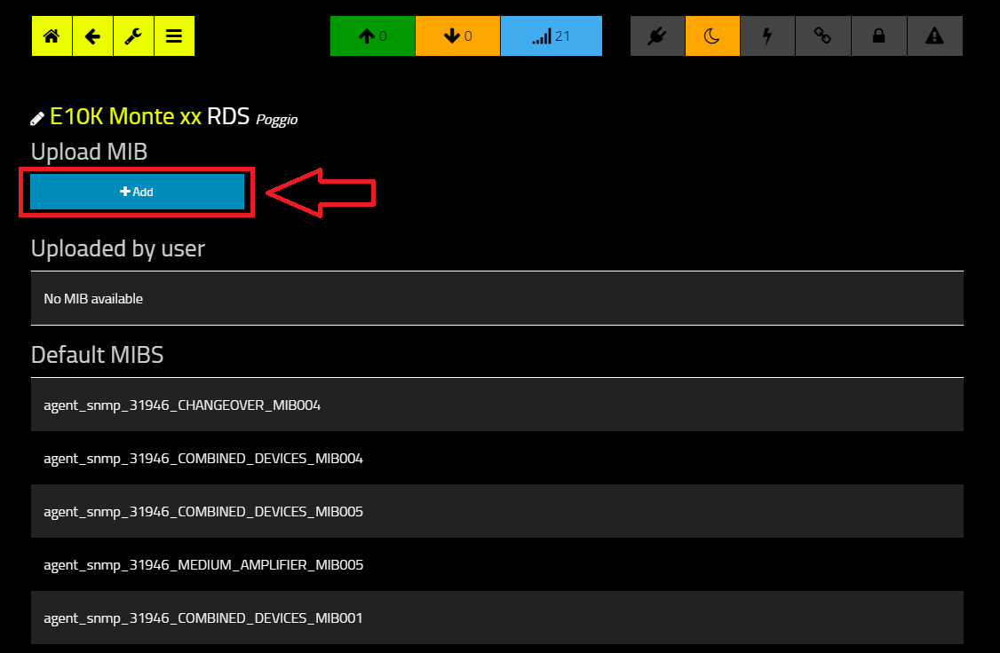 0 0 21
E10K Monte xx RDS Poggio
Upload MIB
Add
Uploaded by user
No MIB available
Default MIBS
agent_snmp_31946_CHANGEOVER_MIB004
agent_snmp_31946_COMBINED_DEVICES_MIB004
agent_snmp_31946_COMBINED_DEVICES_MIB005
agent_snmp_31946_MEDIUM_AMPLIFIER_MIB005
agent_snmp_31946_COMBINED_DEVICES_MIB001